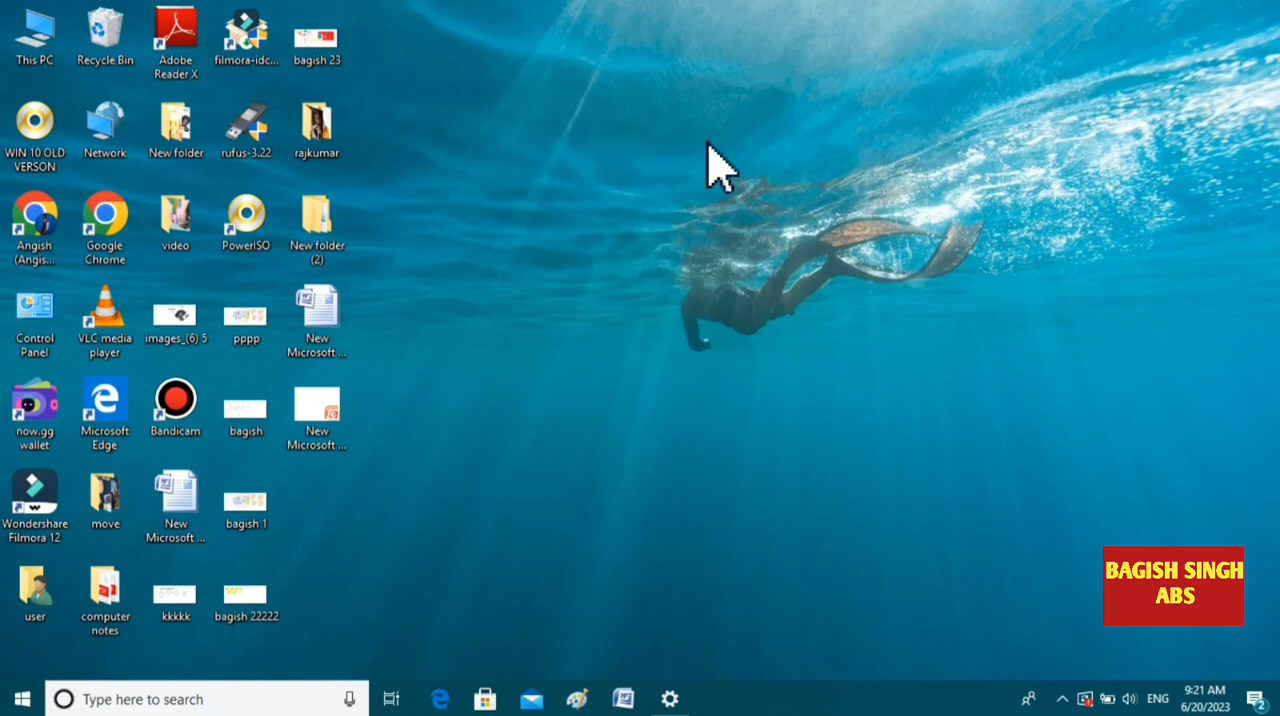 This PC
Recycle Bin
Adobe
Reader X
filmora-idc...
bagish 23
WIN 10 OLD
VERSON
Network
New folder
rufus-3.22
rajkumar
Angish
(Angis...
Google
Chrome
video
PowerISO
New folder
(2)
Control
Panel
VLC media
player
images_(6) 5
pppp
New
Microsoft ...
now.gg
wallet
Microsoft
Edge
Bandicam
bagish
New
Microsoft ...
Wondershare
Filmora 12
move
New
Microsoft ...
bagish 1
user
computer
notes
kkkkk
bagish 22222
BAGISH SINGH
ABS
Type here to search
ENG
9:21 AM
6/20/2023
2